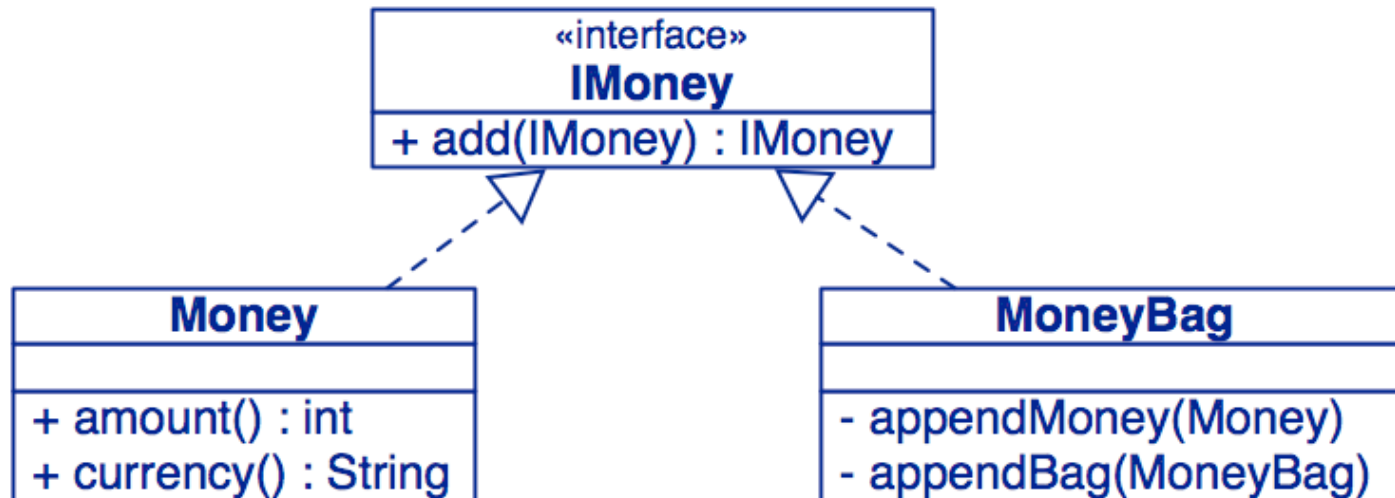 «interface»
IMoney
+ add(IMoney) : IMoney
Money
+ amount() : int
+ currency() : String
MoneyBag
- appendMoney(Money)
- appendBag(MoneyBag)